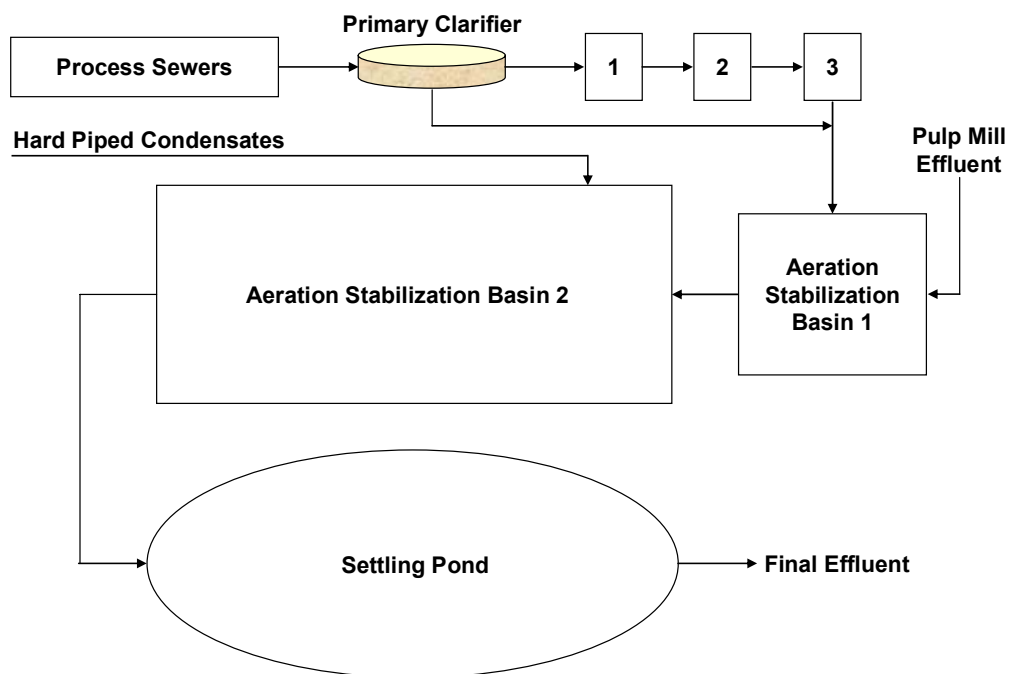 Primary Clarifier
Process Sewers
1
2
3
Hard Piped Condensates
Pulp Mill
Effluent
Aeration Stabilization Basin 2
Aeration
Stabilization
Basin 1
Settling Pond
Final Effluent